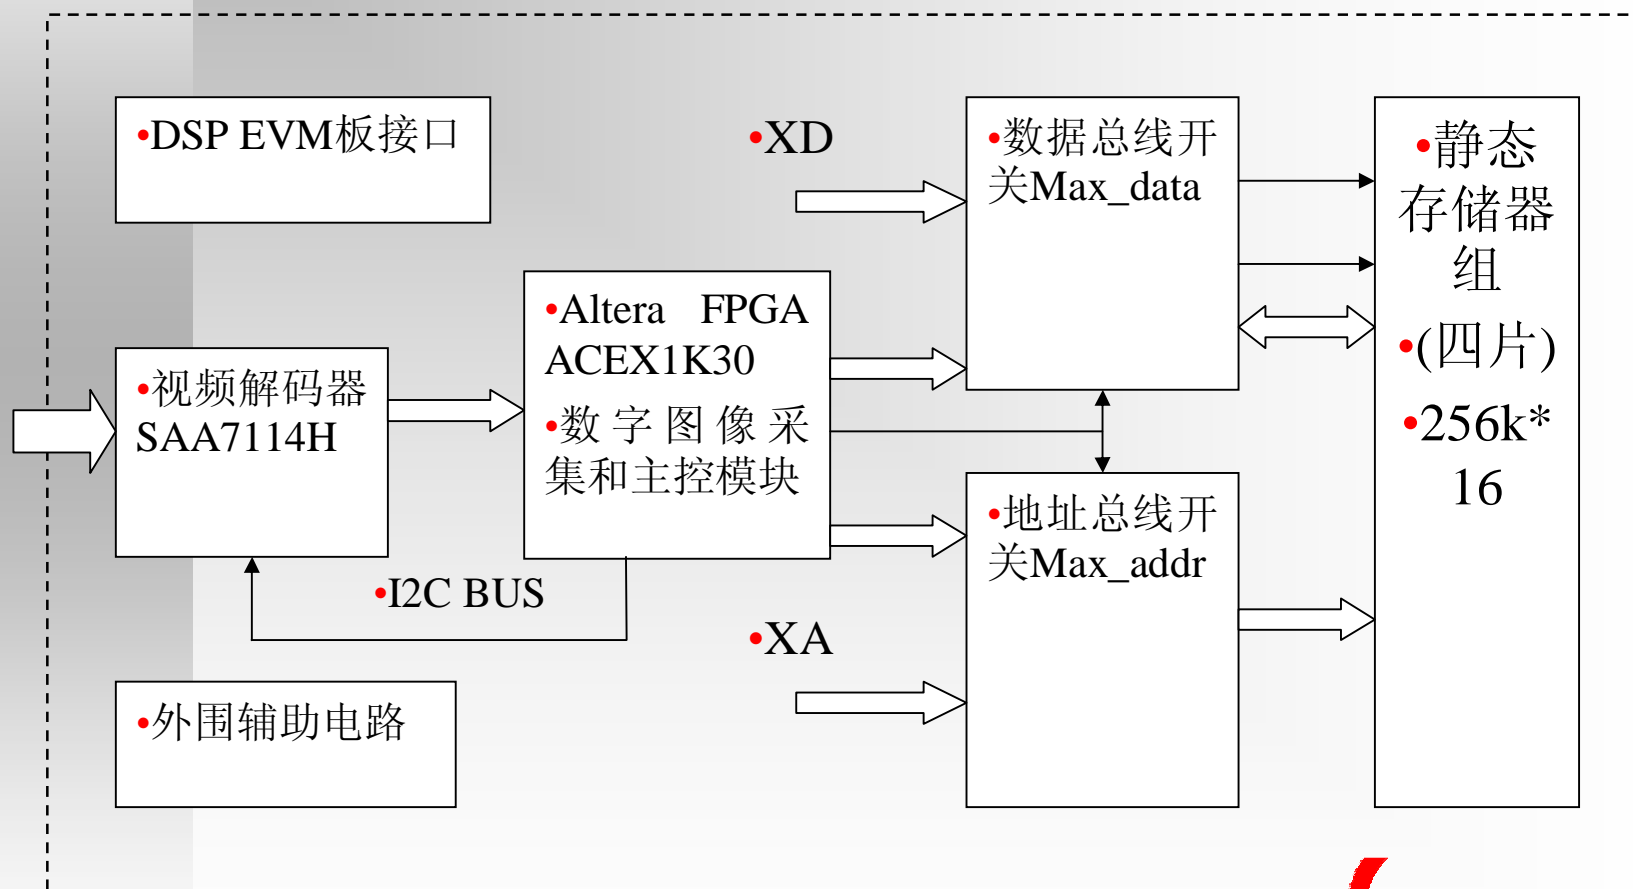 •DSP EVM板接口
•XD
•数据总线开
关Max_data
•静态
存储器
组
•(四片)
•256k*
16
•Altera FPGA
ACEX1K30
•数字图像采
集和主控模块
•视频解码器
SAA7114H
•地址总线开
关Max_addr
•I2C BUS
•XA
•外围辅助电路